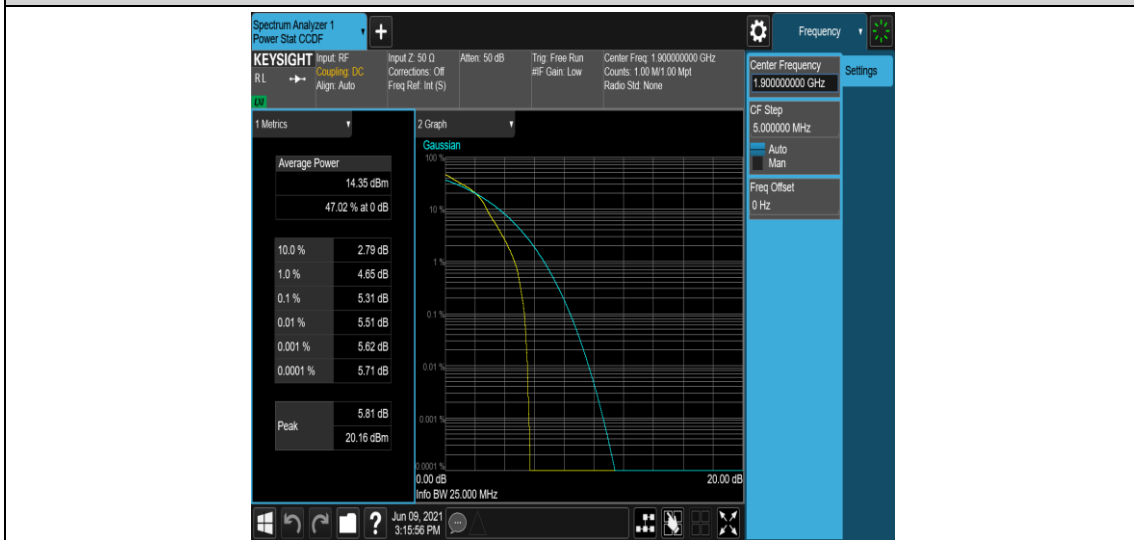 Spectrum Analyzer 1
Power Stat CCDF
+
Frequency
KEYSIGHT
RL
Input: RF
Coupling: DC
Align: Auto
Input Z: 50 Ω
Corrections: Off
Freq Ref: Int (S)
Atten: 50 dB
Trig: Free Run
#IF Gain: Low
Center Freq: 1.900000000 GHz
Counts: 1.00 M/1.00 Mpt
Radio Std: None
Center Frequency
1.900000000 GHz
Settings
CF Step
5.000000 MHz
Auto
Man
Freq Offset
0 Hz
1 Metrics
Average Power
14.35 dBm
47.02 % at 0 dB
10.0 % 2.79 dB
1.0 % 4.65 dB
0.1 % 5.31 dB
0.01 % 5.51 dB
0.001 % 5.62 dB
0.0001 % 5.71 dB
Peak
5.81 dB
20.16 dBm
2 Graph
Gaussian
100 %
10 %
1 %
0.1 %
0.01 %
0.001 %
0.0001 %
0.00 dB
20.00 dB
Info BW 25.000 MHz
?
Jun 09, 2021
3:15:56 PM